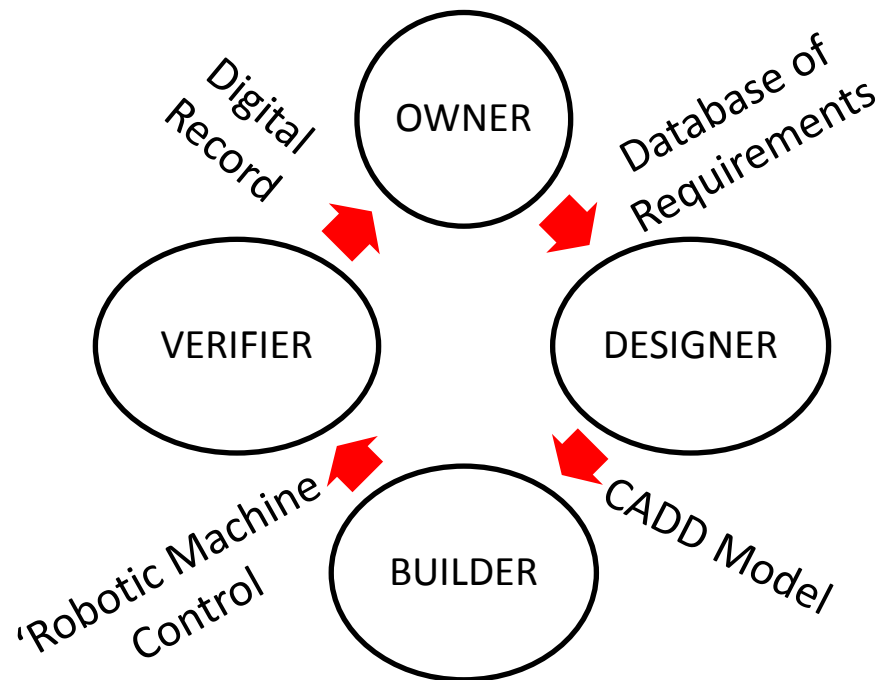 OWNER
Database of
Requirements
DESIGNER
CADD Model
BUILDER
‘Robotic Machine
Control
VERIFIER
Digital
Record